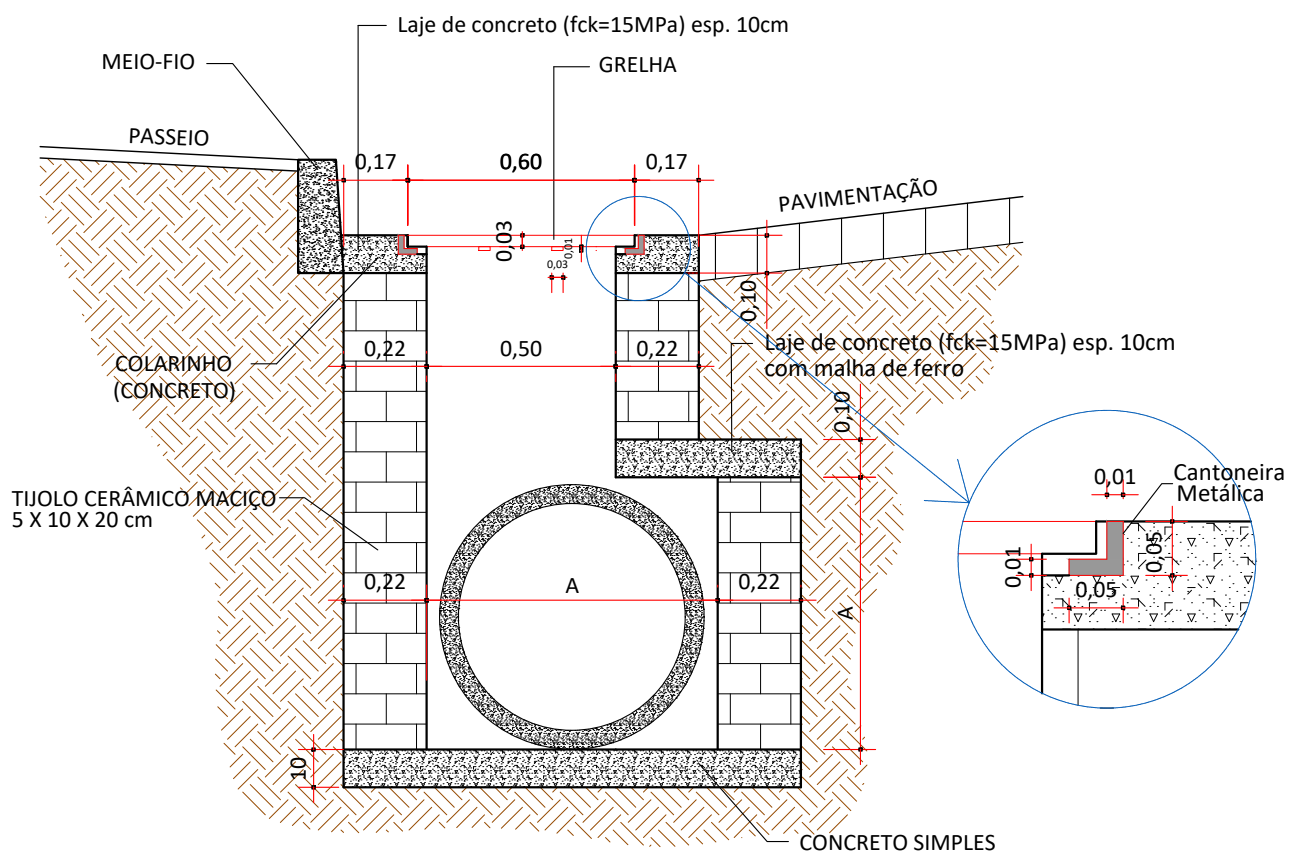 Laje de concreto (fck=15MPa) esp. 10cm
MEIO-FIO
GRELHA
PASSEIO
0,17
0,60
0,17
PAVIMENTAÇÃO
0,03
0,01
0,03
0,10
COLARINHO
(CONCRETO)
0,22
0,50
0,22
Laje de concreto (fck=15MPa) esp. 10cm
com malha de ferro
0,10
TIJOLO CERÂMICO MACIÇO
5 X 10 X 20 cm
0,01
Cantoneira
Metálica
0,01
0,05
0,05
0,22
A
0,22
A
10
CONCRETO SIMPLES